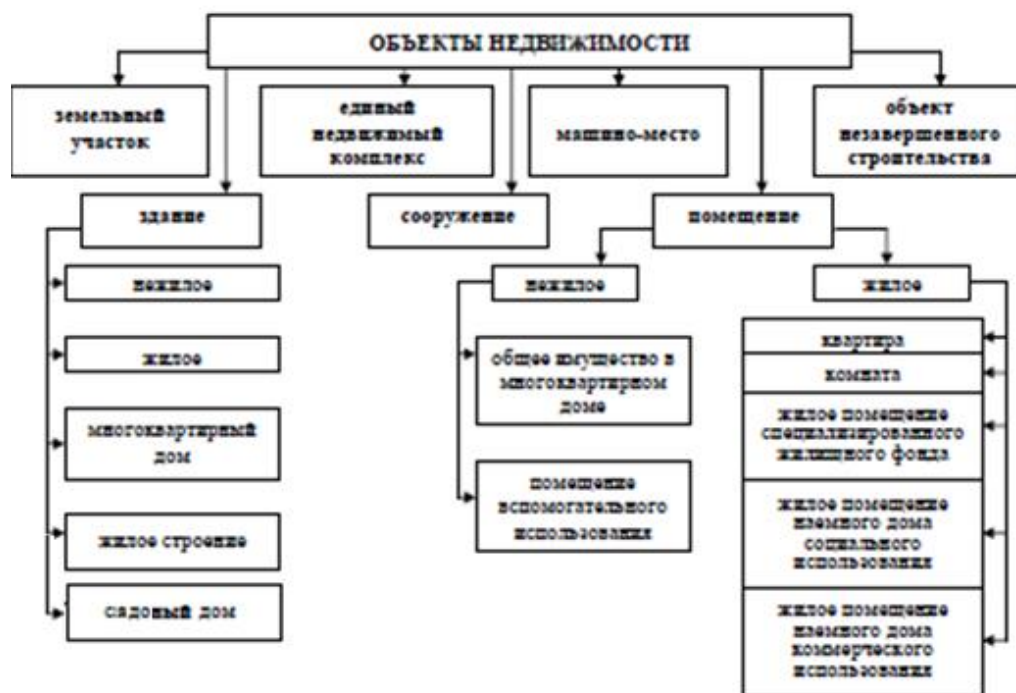 ОБЪЕКТЫ НЕДВИЖИМОСТИ
земельный
участок
единый
недвижимый
комплекс
машино-место
объект
незавершенного
строительства
здание
сооружение
помещение
нежилое
жилое
многоквартирный
дом
жилое строение
садовый дом
нежилое
общее имущество в
многоквартирном
доме
помещение
вспомогательного
использования
жилое
квартира
комната
жилое помещение
специализированного
жилищного фонда
жилое помещение
наемного дома
социального
использования
жилое помещение
наемного дома
коммерческого
использования